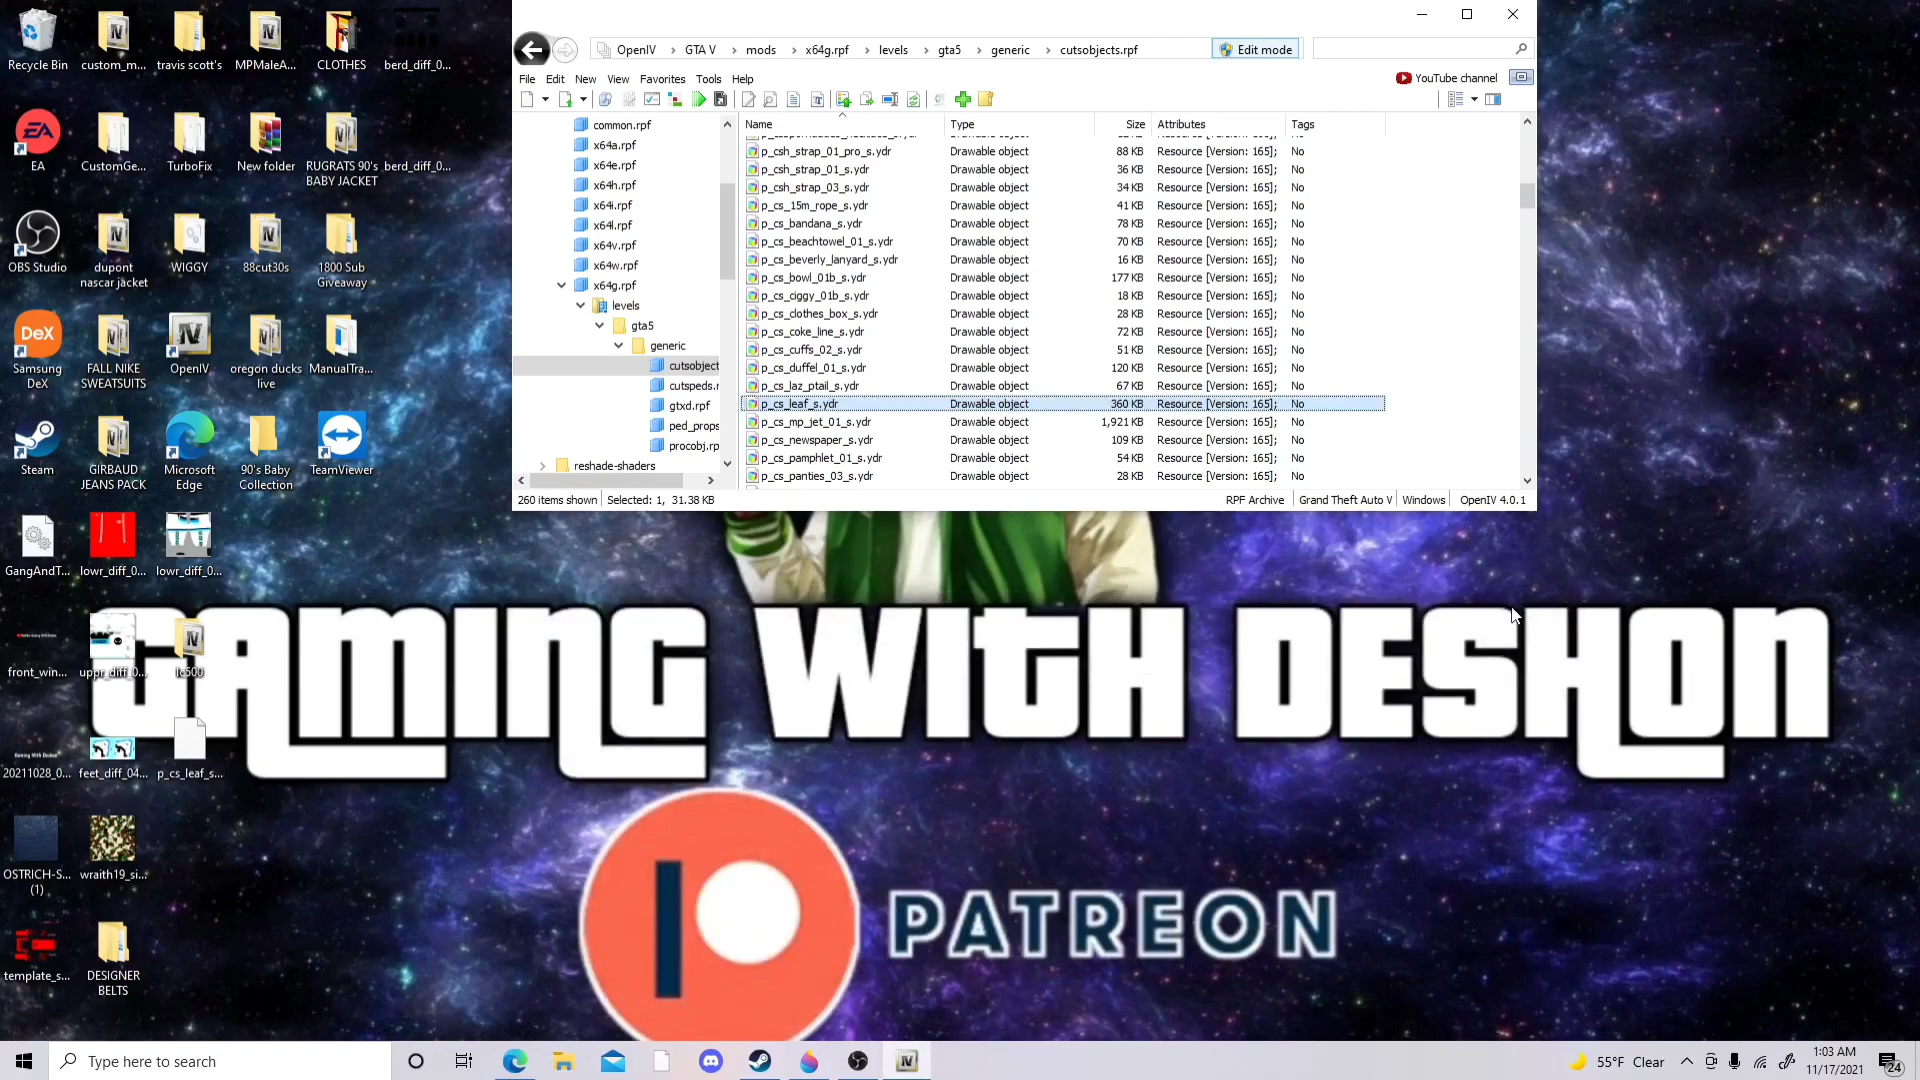 Recycle Bin
custom_m...
travis scott's
MPMaleA...
CLOTHES
berd_diff_0...
EA
CustomGe...
TurboFix
New folder
RUGRATS 90's
BABY JACKET
berd_diff_0...
OBS Studio
dupont
nascar jacket
WIGGY
88cut30s
1800 Sub
Giveaway
Samsung
DeX
FALL NIKE
SWEATSUITS
OpenIV
oregon ducks
live
ManualTra...
Steam
GIRBAUD
JEANS PACK
Microsoft
Edge
90's Baby
Collection
TeamViewer
GangAndT...
lowr_diff_0...
lowr_diff_0...
front_win...
uppr_diff_0...
lc500
20211028_0...
feet_diff_04...
p_cs_leaf_s...
OSTRICH-S...
(1)
wraith19_si...
template_s...
DESIGNER
BELTS
OpenIV > GTA V > mods > x64g.rpf > levels > gta5 > generic > cutsobjects.rpf
Edit mode
File Edit New View Favorites Tools Help
YouTube channel
common.rpf
x64a.rpf
x64e.rpf
x64h.rpf
x64i.rpf
x64l.rpf
x64v.rpf
x64w.rpf
x64g.rpf
levels
gta5
generic
cutsobject
cutspeds.r
gtxd.rpf
ped_props
procobj.rp
reshade-shaders
Name Type Size Attributes Tags
p_csh_strap_01_pro_s.ydr Drawable object 88 KB Resource [Version: 165]; No
p_csh_strap_01_s.ydr Drawable object 36 KB Resource [Version: 165]; No
p_csh_strap_03_s.ydr Drawable object 34 KB Resource [Version: 165]; No
p_cs_15m_rope_s.ydr Drawable object 41 KB Resource [Version: 165]; No
p_cs_bandana_s.ydr Drawable object 78 KB Resource [Version: 165]; No
p_cs_beachtowel_01_s.ydr Drawable object 70 KB Resource [Version: 165]; No
p_cs_beverly_lanyard_s.ydr Drawable object 16 KB Resource [Version: 165]; No
p_cs_bowl_01b_s.ydr Drawable object 177 KB Resource [Version: 165]; No
p_cs_ciggy_01b_s.ydr Drawable object 18 KB Resource [Version: 165]; No
p_cs_clothes_box_s.ydr Drawable object 28 KB Resource [Version: 165]; No
p_cs_coke_line_s.ydr Drawable object 72 KB Resource [Version: 165]; No
p_cs_cuffs_02_s.ydr Drawable object 51 KB Resource [Version: 165]; No
p_cs_duffel_01_s.ydr Drawable object 120 KB Resource [Version: 165]; No
p_cs_laz_ptail_s.ydr Drawable object 67 KB Resource [Version: 165]; No
p_cs_leaf_s.ydr Drawable object 360 KB Resource [Version: 165]; No
p_cs_mp_jet_01_s.ydr Drawable object 1,921 KB Resource [Version: 165]; No
p_cs_newspaper_s.ydr Drawable object 109 KB Resource [Version: 165]; No
p_cs_pamphlet_01_s.ydr Drawable object 54 KB Resource [Version: 165]; No
p_cs_panties_03_s.ydr Drawable object 28 KB Resource [Version: 165]; No
260 items shown Selected: 1, 31.38 KB RPF Archive Grand Theft Auto V Windows OpenIV 4.0.1
GAMING WITH DESHON
PATREON
Type here to search
55°F Clear
1:03 AM
11/17/2021
24